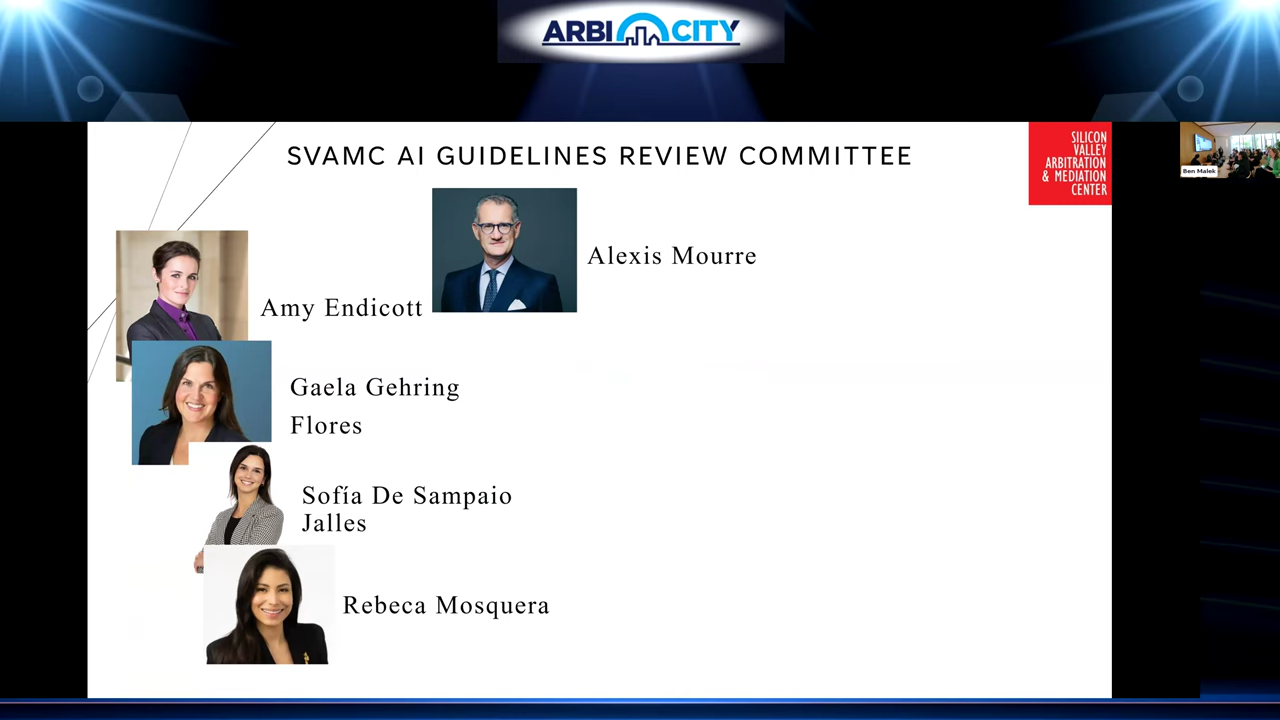 ARBI CITY
SVAMC AI GUIDELINES REVIEW COMMITTEE
SILICON
VALLEY
ARBITRATION
& MEDIATION
CENTER
Ben Malek
Alexis Mourre
Amy Endicott
Gaela Gehring
Flores
Sofía De Sampaio
Jalles
Rebeca Mosquera